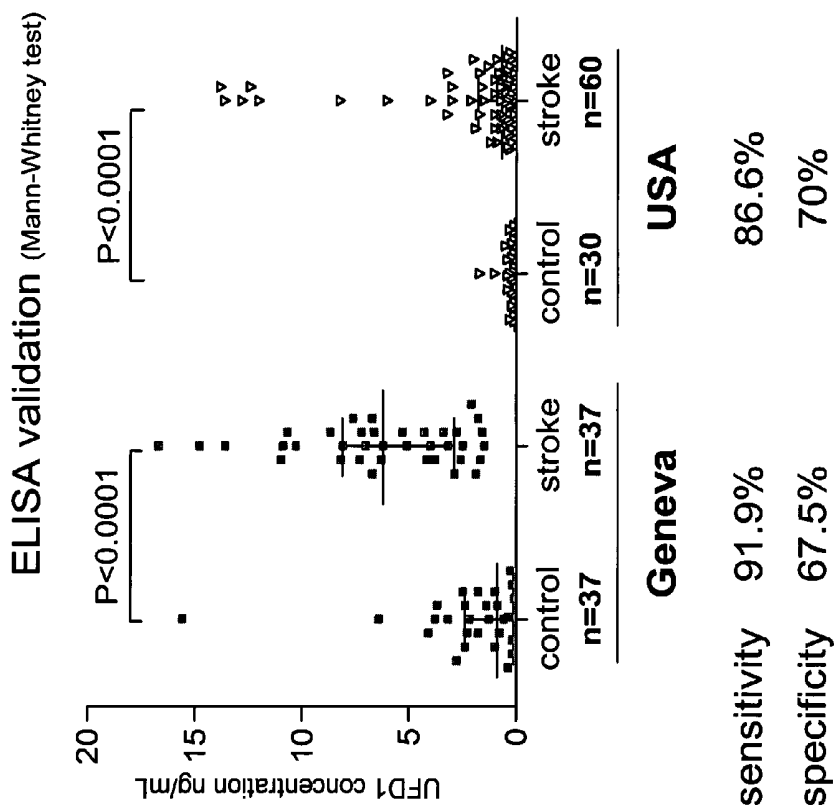 ELISA validation (Mann-Whitney test)
P<0.0001 P<0.0001
20
15
10
5
0
UFD1 concentration ng/mL
control stroke control stroke
n=37 n=37 n=30 n=60
Geneva USA
sensitivity 91.9% 86.6%
specificity 67.5% 70%